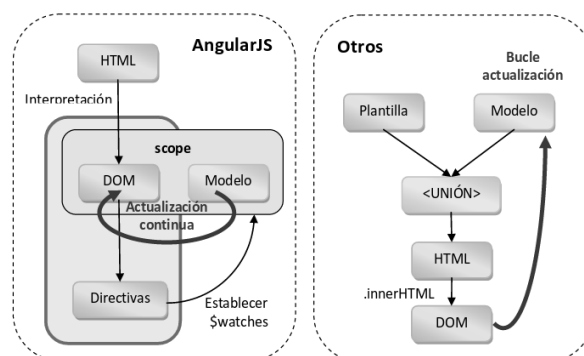 AngularJS
HTML
Interpretación
scope
DOM
Modelo
Actualización
continua
Directivas
Establecer
$watches
Otros
Bucle
actualización
Plantilla
Modelo
<UNIÓN>
HTML
.innerHTML
DOM